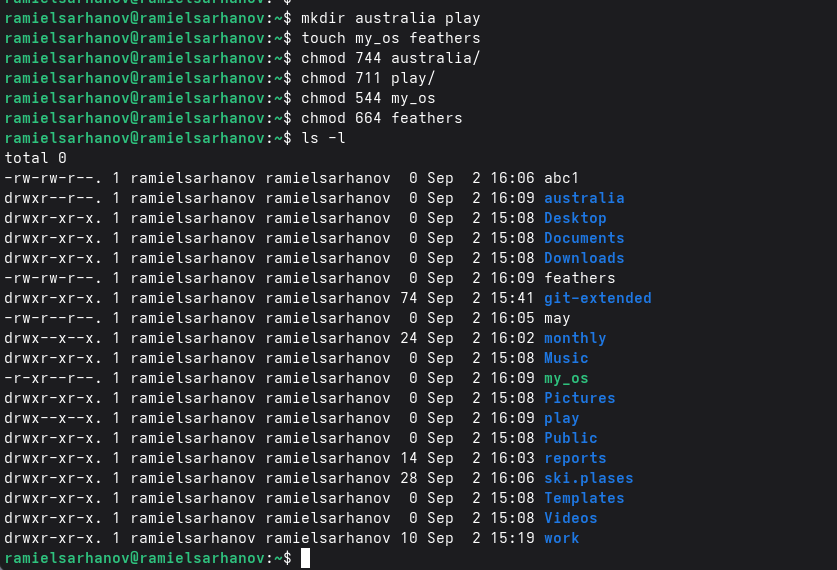 ramielsarhanov@ramielsarhanov:~$ mkdir australia play
ramielsarhanov@ramielsarhanov:~$ touch my_os feathers
ramielsarhanov@ramielsarhanov:~$ chmod 744 australia/
ramielsarhanov@ramielsarhanov:~$ chmod 711 play/
ramielsarhanov@ramielsarhanov:~$ chmod 544 my_os
ramielsarhanov@ramielsarhanov:~$ chmod 664 feathers
ramielsarhanov@ramielsarhanov:~$ ls -l
total 0
-rw-rw-r--. 1 ramielsarhanov ramielsarhanov  0 Sep  2 16:06 abc1
drwxr--r--. 1 ramielsarhanov ramielsarhanov  0 Sep  2 16:09 australia
drwxr-xr-x. 1 ramielsarhanov ramielsarhanov  0 Sep  2 15:08 Desktop
drwxr-xr-x. 1 ramielsarhanov ramielsarhanov  0 Sep  2 15:08 Documents
drwxr-xr-x. 1 ramielsarhanov ramielsarhanov  0 Sep  2 15:08 Downloads
-rw-rw-r--. 1 ramielsarhanov ramielsarhanov  0 Sep  2 16:09 feathers
drwxr-xr-x. 1 ramielsarhanov ramielsarhanov 74 Sep  2 15:41 git-extended
-rw-r--r--. 1 ramielsarhanov ramielsarhanov  0 Sep  2 16:05 may
drwx--x--x. 1 ramielsarhanov ramielsarhanov 24 Sep  2 16:02 monthly
drwxr-xr-x. 1 ramielsarhanov ramielsarhanov  0 Sep  2 15:08 Music
-r-xr--r--. 1 ramielsarhanov ramielsarhanov  0 Sep  2 16:09 my_os
drwxr-xr-x. 1 ramielsarhanov ramielsarhanov  0 Sep  2 15:08 Pictures
drwx--x--x. 1 ramielsarhanov ramielsarhanov  0 Sep  2 16:09 play
drwxr-xr-x. 1 ramielsarhanov ramielsarhanov  0 Sep  2 15:08 Public
drwxr-xr-x. 1 ramielsarhanov ramielsarhanov 14 Sep  2 16:03 reports
drwxr-xr-x. 1 ramielsarhanov ramielsarhanov 28 Sep  2 16:06 ski.plases
drwxr-xr-x. 1 ramielsarhanov ramielsarhanov  0 Sep  2 15:08 Templates
drwxr-xr-x. 1 ramielsarhanov ramielsarhanov  0 Sep  2 15:08 Videos
drwxr-xr-x. 1 ramielsarhanov ramielsarhanov 10 Sep  2 15:19 work
ramielsarhanov@ramielsarhanov:~$